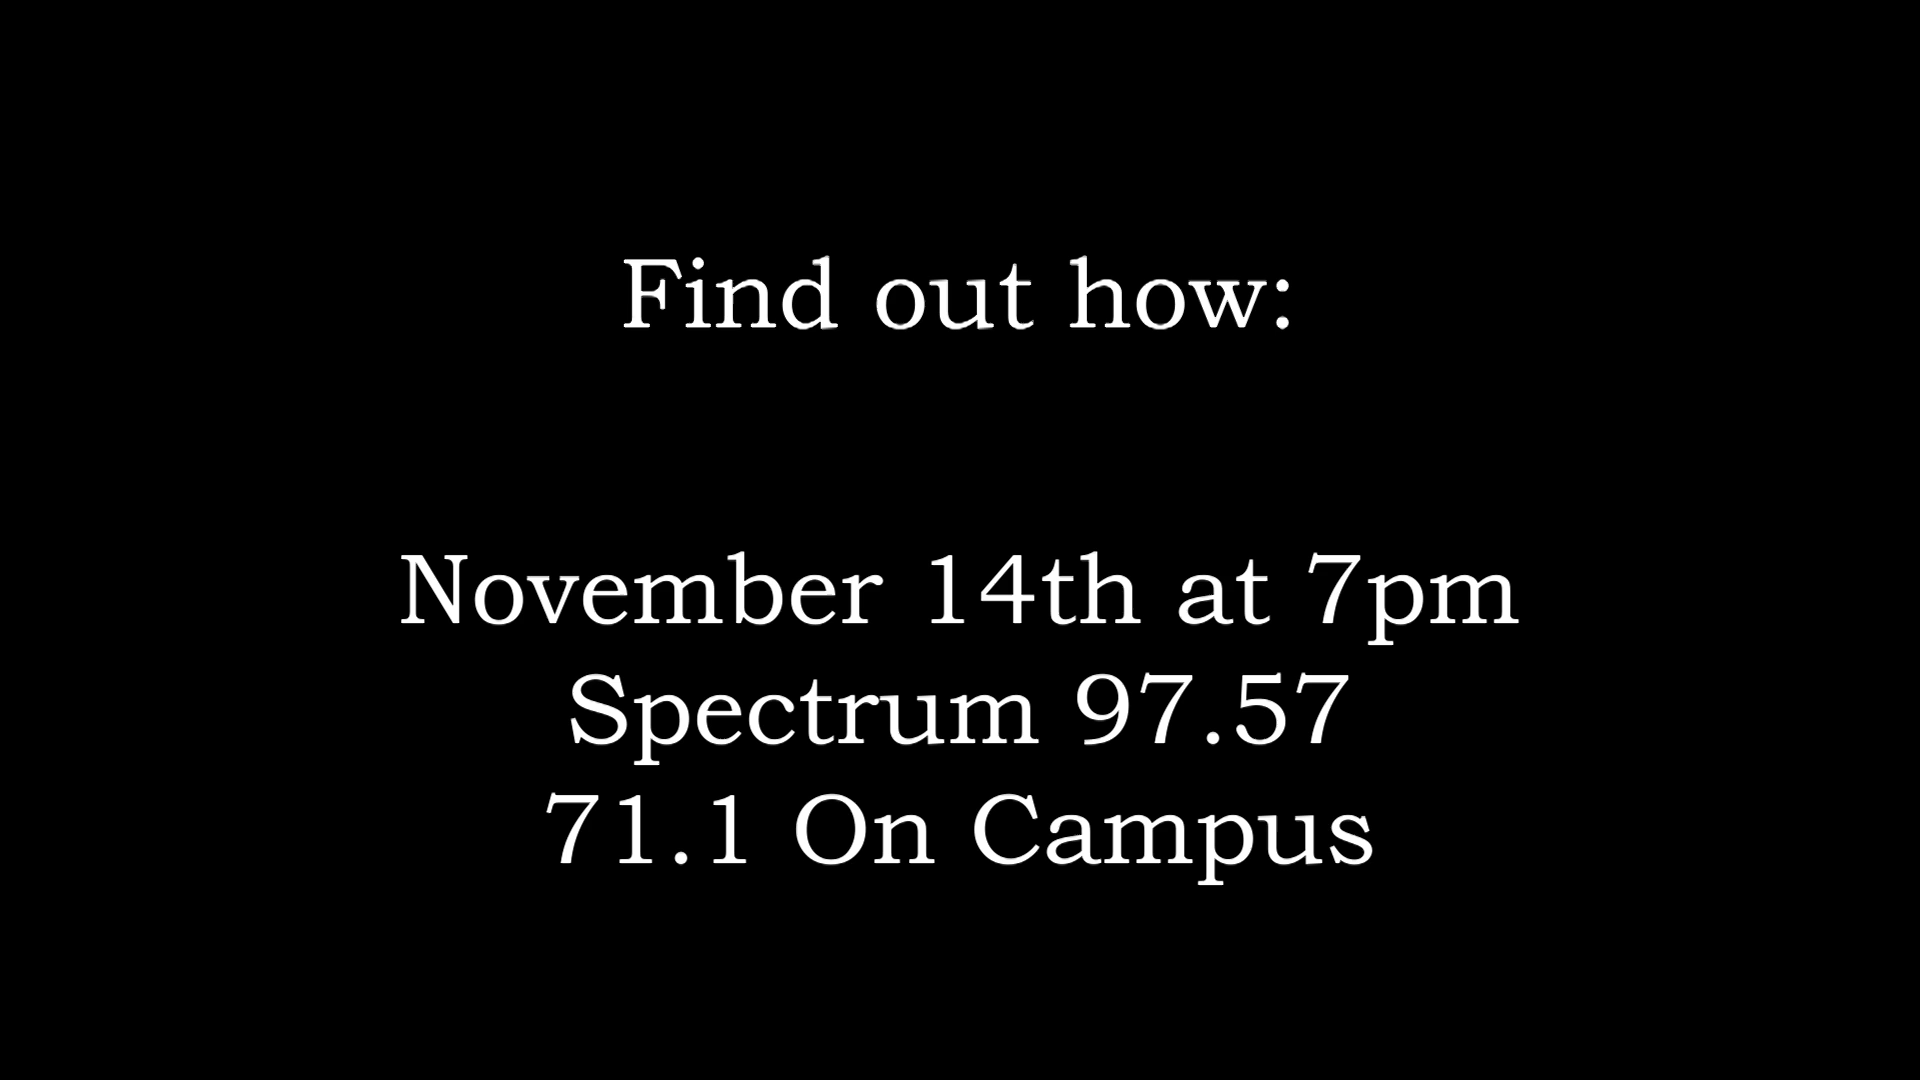 Find out how:
November 14th at 7pm
Spectrum 97.57
71.1 On Campus